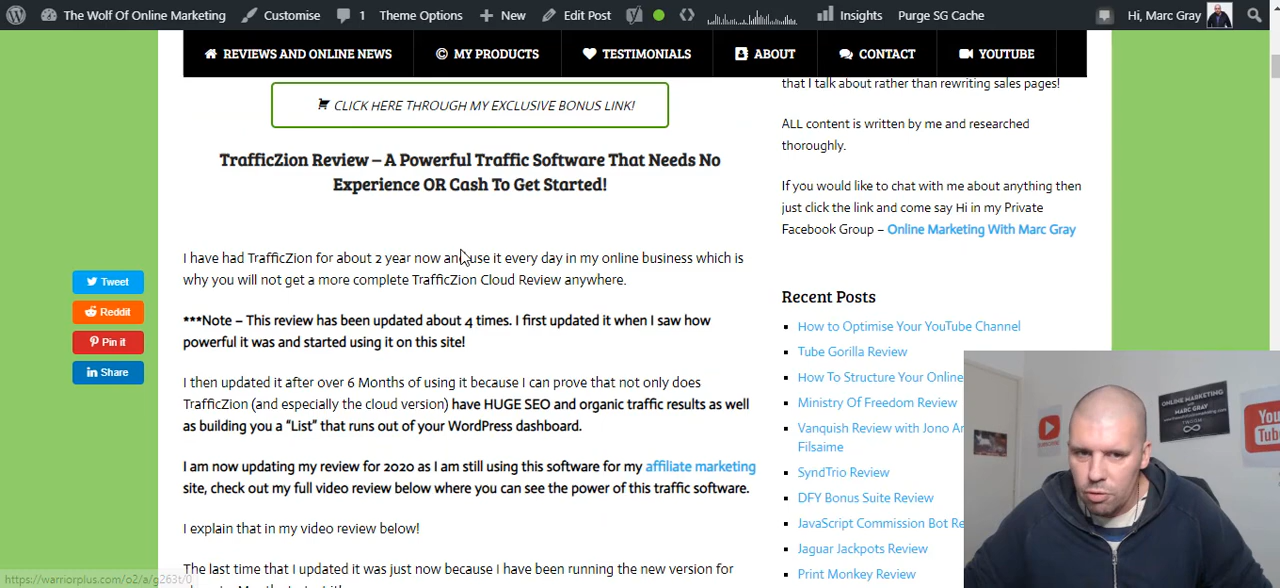 The Wolf Of Online Marketing Customise 1 Theme Options New Edit Post Insights Purge SG Cache Hi, Marc Gray
REVIEWS AND ONLINE NEWS MY PRODUCTS TESTIMONIALS ABOUT CONTACT YOUTUBE
CLICK HERE THROUGH MY EXCLUSIVE BONUS LINK!
TrafficZion Review – A Powerful Traffic Software That Needs No
Experience OR Cash To Get Started!
I have had TrafficZion for about 2 year now and use it every day in my online business which is
why you will not get a more complete TrafficZion Cloud Review anywhere.
***Note – This review has been updated about 4 times. I first updated it when I saw how
powerful it was and started using it on this site!
I then updated it after over 6 Months of using it because I can prove that not only does
TrafficZion (and especially the cloud version) have HUGE SEO and organic traffic results as well
as building you a “List” that runs out of your WordPress dashboard.
I am now updating my review for 2020 as I am still using this software for my affiliate marketing
site, check out my full video review below where you can see the power of this traffic software.
I explain that in my video review below!
The last time that I updated it was just now because I have been running the new version for
Tweet
Reddit
Pin it
Share
that I talk about rather than rewriting sales pages!
ALL content is written by me and researched
thoroughly.
If you would like to chat with me about anything then
just click the link and come say Hi in my Private
Facebook Group – Online Marketing With Marc Gray
Recent Posts
How to Optimise Your YouTube Channel
Tube Gorilla Review
How To Structure Your Online
Ministry Of Freedom Review
Vanquish Review with Jono Ar
Filsaime
SyndTrio Review
DFY Bonus Suite Review
JavaScript Commission Bot Re
Jaguar Jackpots Review
Print Monkey Review
ONLINE MARKETING
MARC GRAY
You
Tube
https://warriorplus.com/o2/a/g263t/0